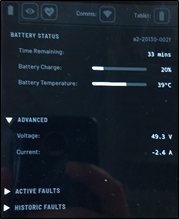 Comms: Tablet:
BATTERY STATUS a2-20130-0021
Time Remaining: 33 mins
Battery Charge: 20%
Battery Temperature: 39°C
ADVANCED
Voltage: 49.3 V
Current: -2.4 A
ACTIVE FAULTS
HISTORIC FAULTS